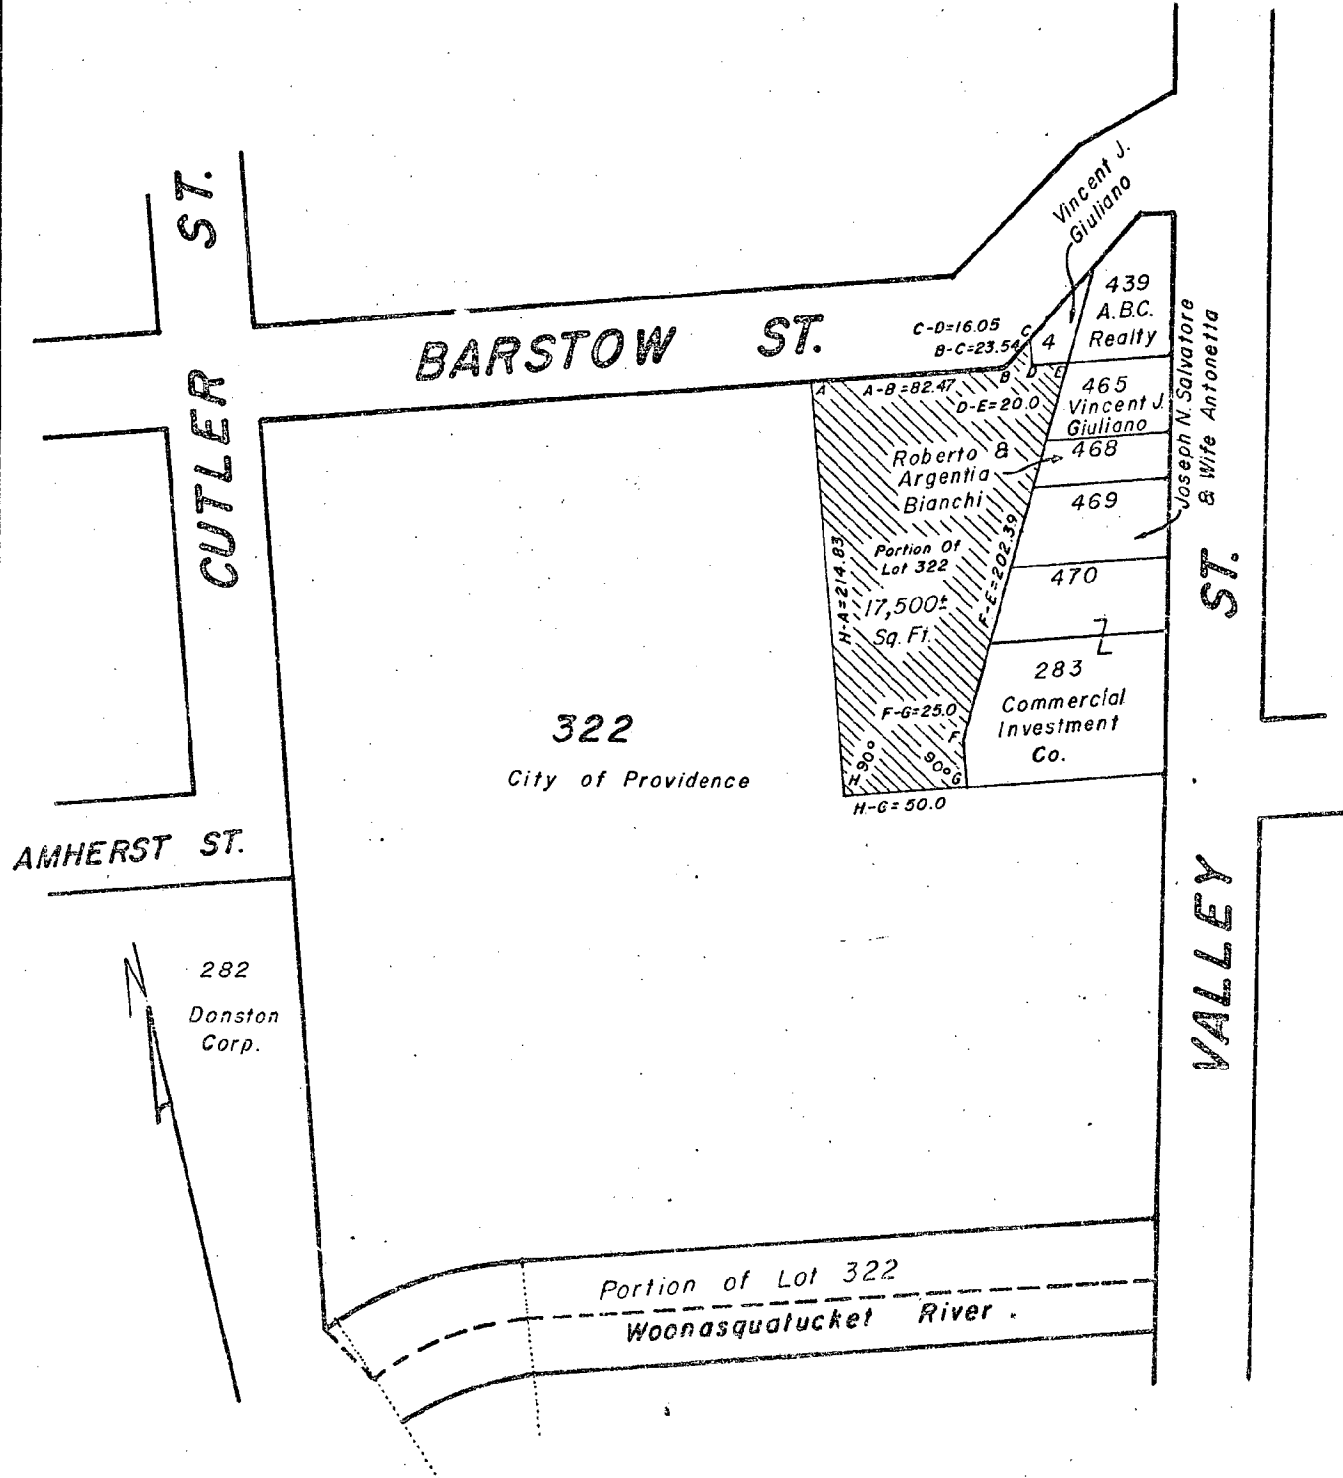 CUTLER ST.
BARSTOW ST.
AMHERST ST.
VALLEY ST.
Vincent J.
Giuliano
439
A.B.C.
Realty
C-D=16.05
B-C=23.54
C
4
A
A-B=82.47
B
D
E
D-E=20.0
465
Vincent J.
Giuliano
Joseph N. Salvatore
& Wife Antonetta
Roberto &
Argentia
Bianchi
468
469
Portion Of
Lot 322
17,500±
Sq. Ft.
H-A=214.83
F-E=202.39
470
283
Commercial
Investment
Co.
F-G=25.0
F
H 90°
90° G
H-G=50.0
322
City of Providence
N
282
Donston
Corp.
Portion of Lot 322
Woonasquatucket River